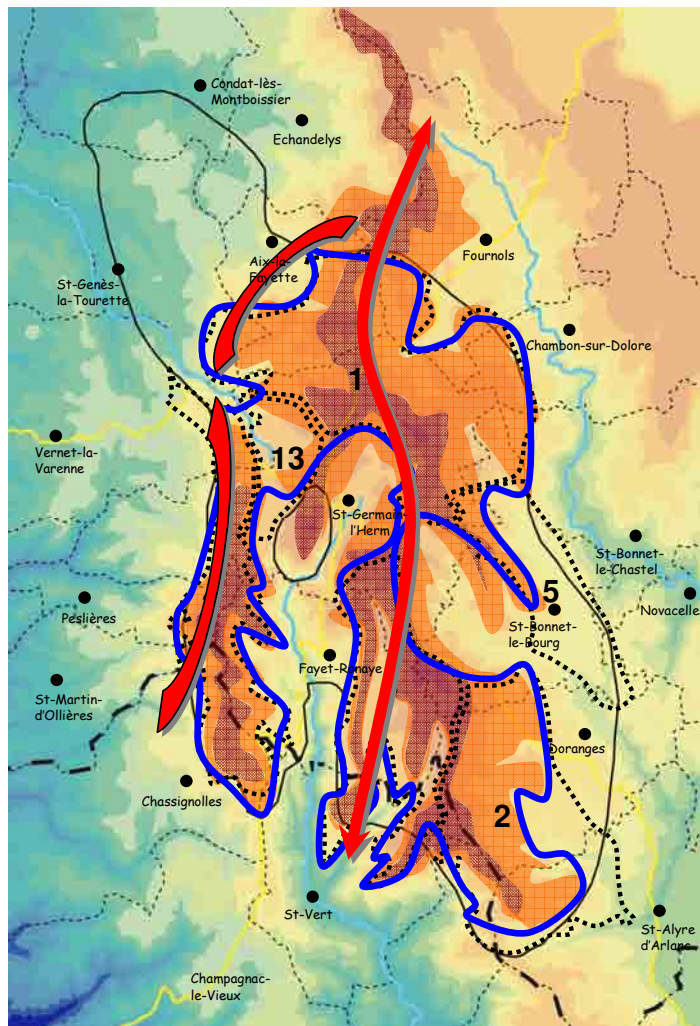 Condat-lès-
Montboissier
Echandelys
Aix-la-
Fayette
Fournols
St-Genès-
la-Tourette
Chambon-sur-Dolore
1
Vernet-la-
Varenne
13
St-Germain-
l'Herm
St-Bonnet-
le-Chastel
5
Novacelles
St-Bonnet-
le-Bourg
Peslières
Fayet-Ronaye
St-Martin-
d'Ollières
Doranges
Chassignolles
2
St-Vert
St-Alyre
d'Arlanc
Champagnac-
le-Vieux